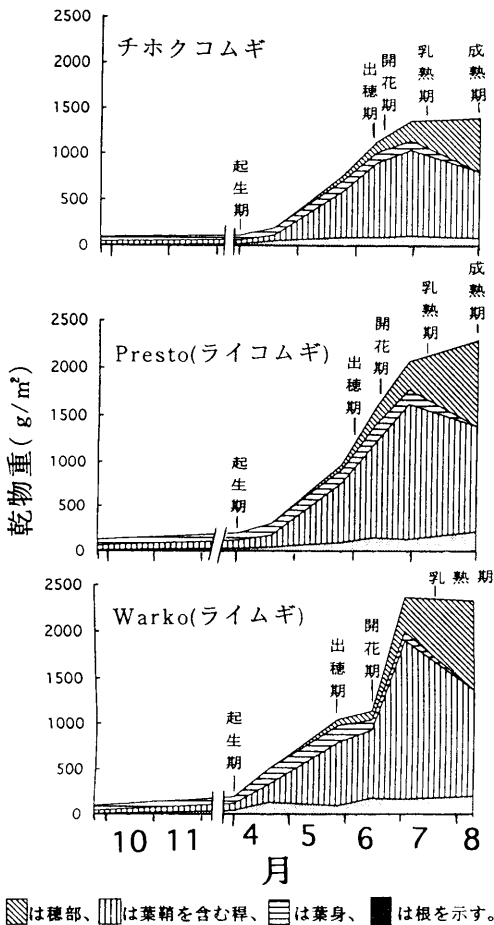 2500
2000
1500
1000
500
0
チホクコムギ
起生期
出穂期
開花期
乳熟期
成熟期
乾物重(g/m²)
2500
2000
1500
1000
500
0
Presto(ライコムギ)
起生期
出穂期
開花期
乳熟期
成熟期
2500
2000
1500
1000
500
0
Warko(ライムギ)
起生期
出穂期
開花期
乳熟期
10 11 4 5 6 7 8
月
は穂部、は葉鞘を含む稈、は葉身、は根を示す。